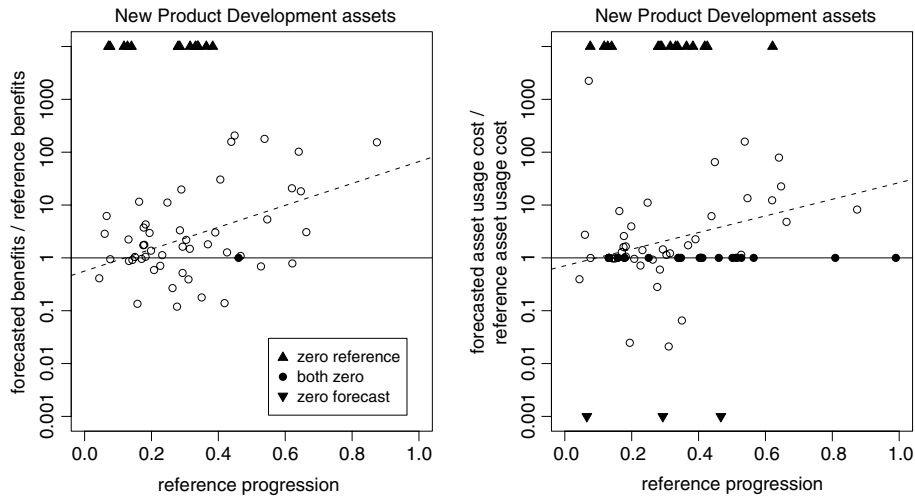 New Product Development assets
forecasted benefits / reference benefits
1000
100
10
1
0.1
0.01
0.001
zero reference
both zero
zero forecast
0.0 0.2 0.4 0.6 0.8 1.0
reference progression
New Product Development assets
forecasted asset usage cost /
reference asset usage cost
1000
100
10
1
0.1
0.01
0.001
0.0 0.2 0.4 0.6 0.8 1.0
reference progression